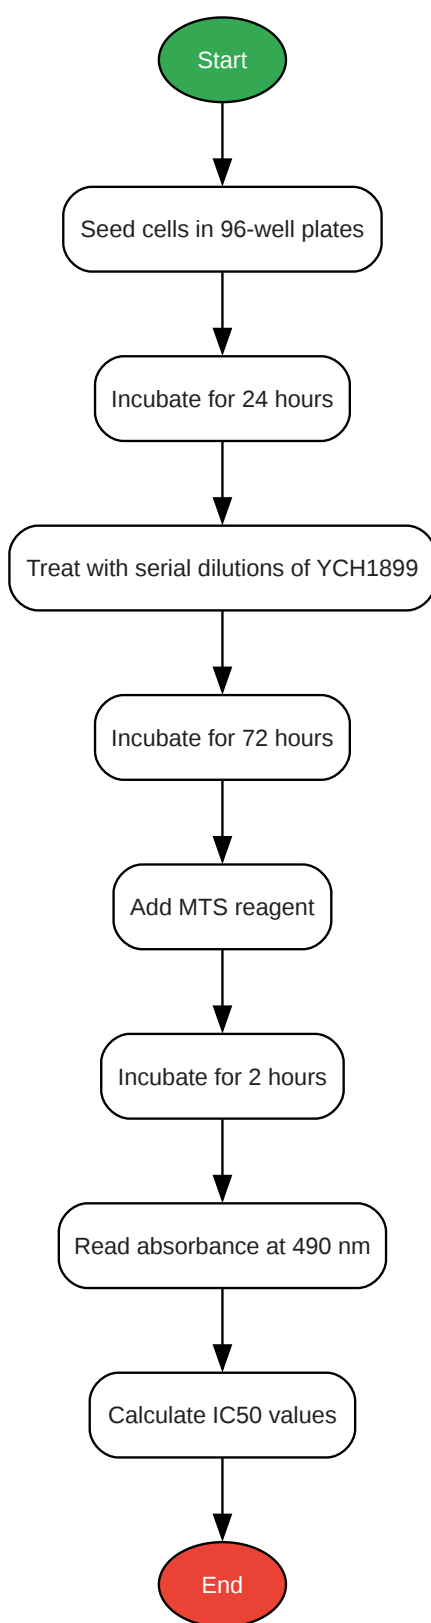 Start
Seed cells in 96-well plates
Incubate for 24 hours
Treat with serial dilutions of YCH1899
Incubate for 72 hours
Add MTS reagent
Incubate for 2 hours
Read absorbance at 490 nm
Calculate IC50 values
End